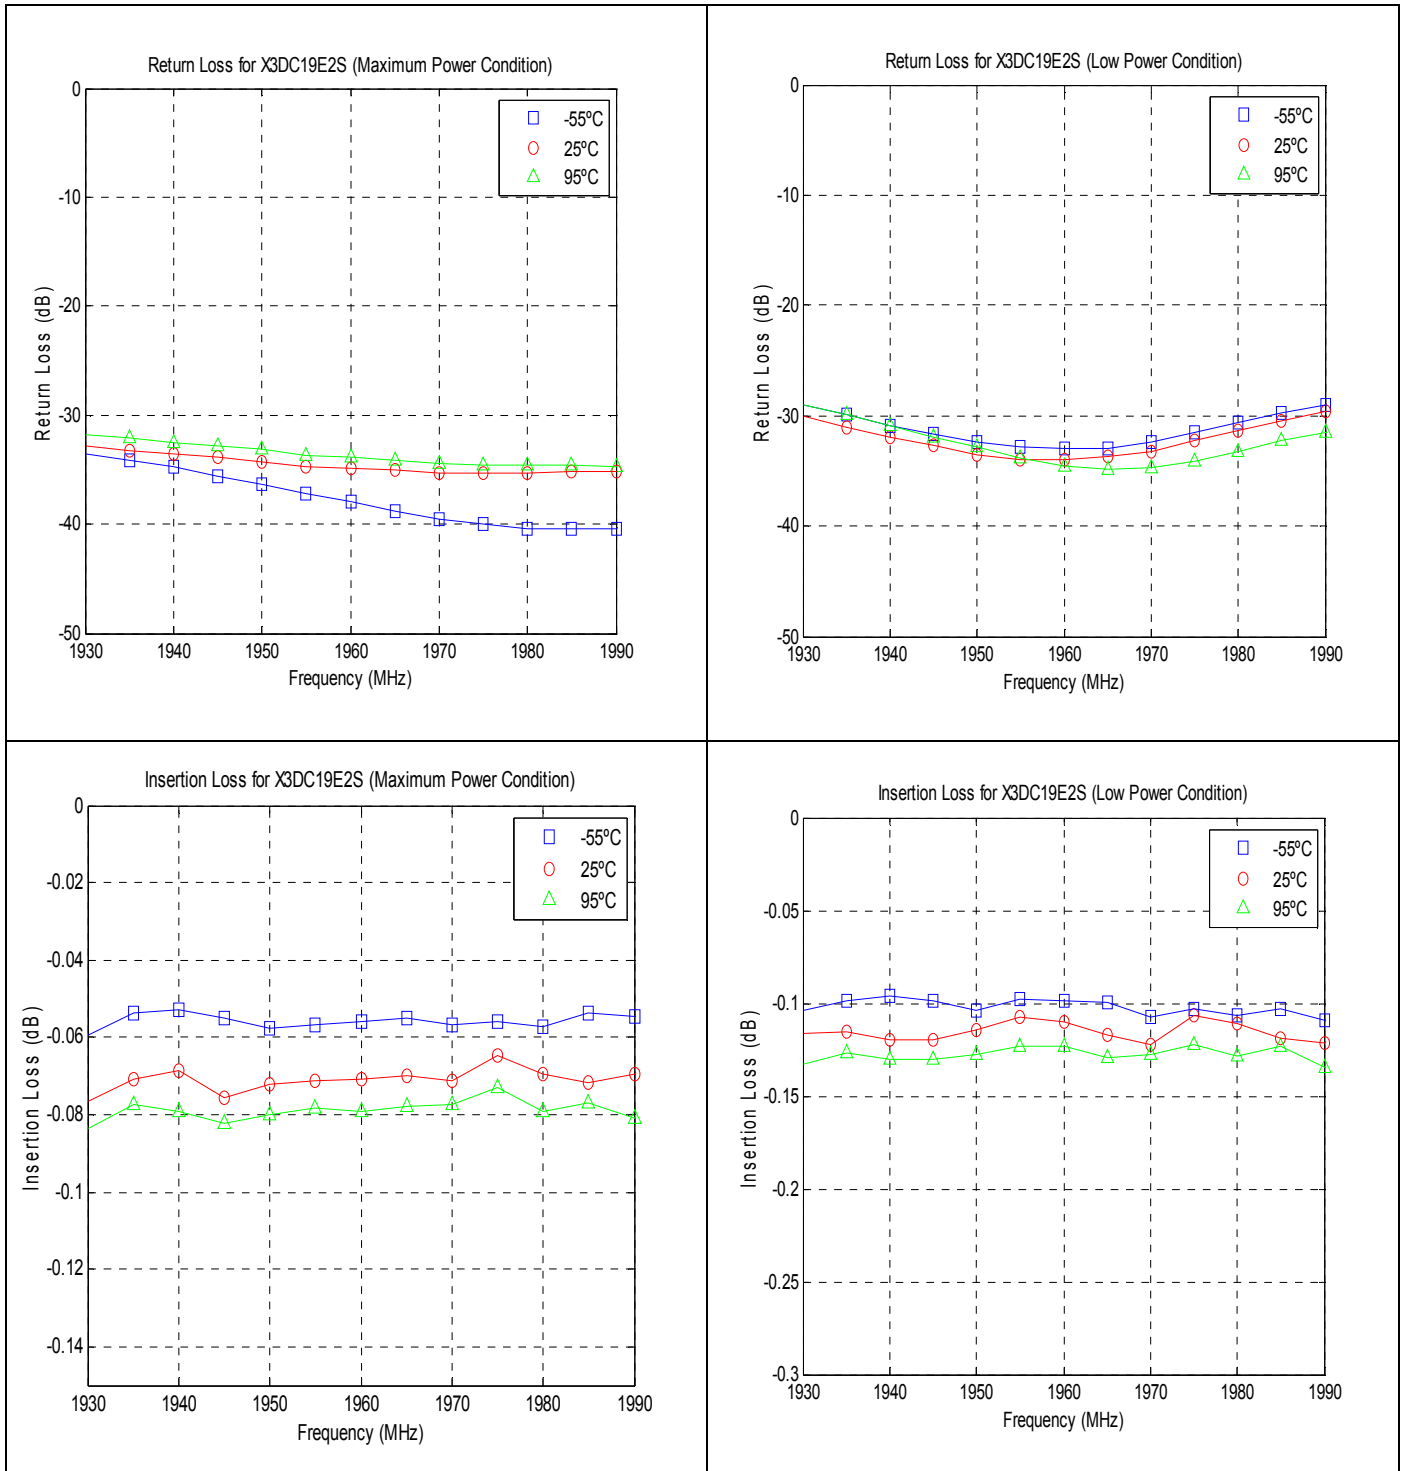 Return Loss for X3DC19E2S (Maximum Power Condition)
0
-10
-20
-30
-40
-50
Return Loss (dB)
-55ºC
25ºC
95ºC
1930 1940 1950 1960 1970 1980 1990
Frequency (MHz)
Return Loss for X3DC19E2S (Low Power Condition)
0
-10
-20
-30
-40
-50
Return Loss (dB)
-55ºC
25ºC
95ºC
1930 1940 1950 1960 1970 1980 1990
Frequency (MHz)
Insertion Loss for X3DC19E2S (Maximum Power Condition)
0
-0.02
-0.04
-0.06
-0.08
-0.1
-0.12
-0.14
Insertion Loss (dB)
-55ºC
25ºC
95ºC
1930 1940 1950 1960 1970 1980 1990
Frequency (MHz)
Insertion Loss for X3DC19E2S (Low Power Condition)
0
-0.05
-0.1
-0.15
-0.2
-0.25
-0.3
Insertion Loss (dB)
-55ºC
25ºC
95ºC
1930 1940 1950 1960 1970 1980 1990
Frequency (MHz)